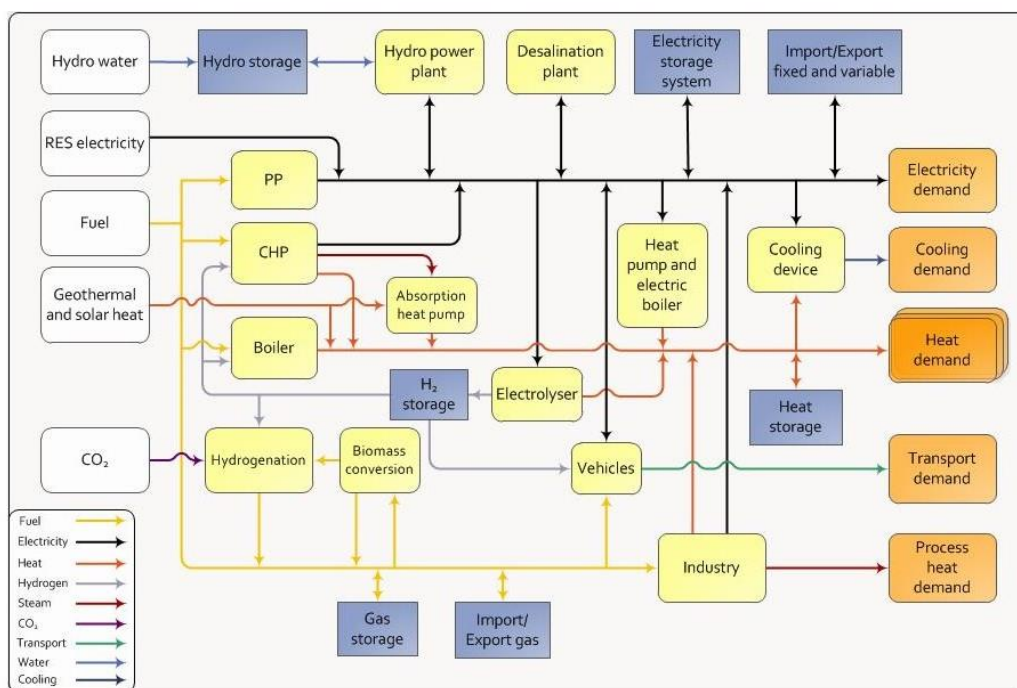 Hydro water
Hydro storage
Hydro power
plant
Desalination
plant
Electricity
storage
system
Import/Export
fixed and variable
RES electricity
PP
Electricity
demand
Fuel
CHP
Heat
pump and
electric
boiler
Cooling
device
Cooling
demand
Geothermal
and solar heat
Absorption
heat pump
Boiler
Heat
demand
H₂
storage
Electrolyser
Heat
storage
CO₂
Hydrogenation
Biomass
conversion
Vehicles
Transport
demand
Industry
Process
heat
demand
Gas
storage
Import/
Export gas
Fuel
Electricity
Heat
Hydrogen
Steam
CO₂
Transport
Water
Cooling